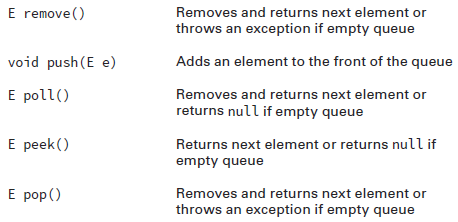 E remove() Removes and returns next element or
throws an exception if empty queue
void push(E e) Adds an element to the front of the queue
E poll() Removes and returns next element or
returns null if empty queue
E peek() Returns next element or returns null if
empty queue
E pop() Removes and returns next element or
throws an exception if empty queue